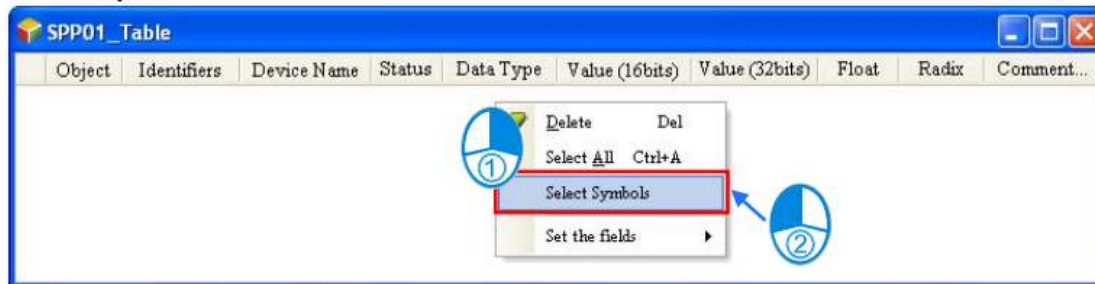 SPP01_Table
Object Identifiers Device Name Status Data Type Value (16bits) Value (32bits) Float Radix Comment...
Delete Del
Select All Ctrl+A
Select Symbols
Set the fields
1
2